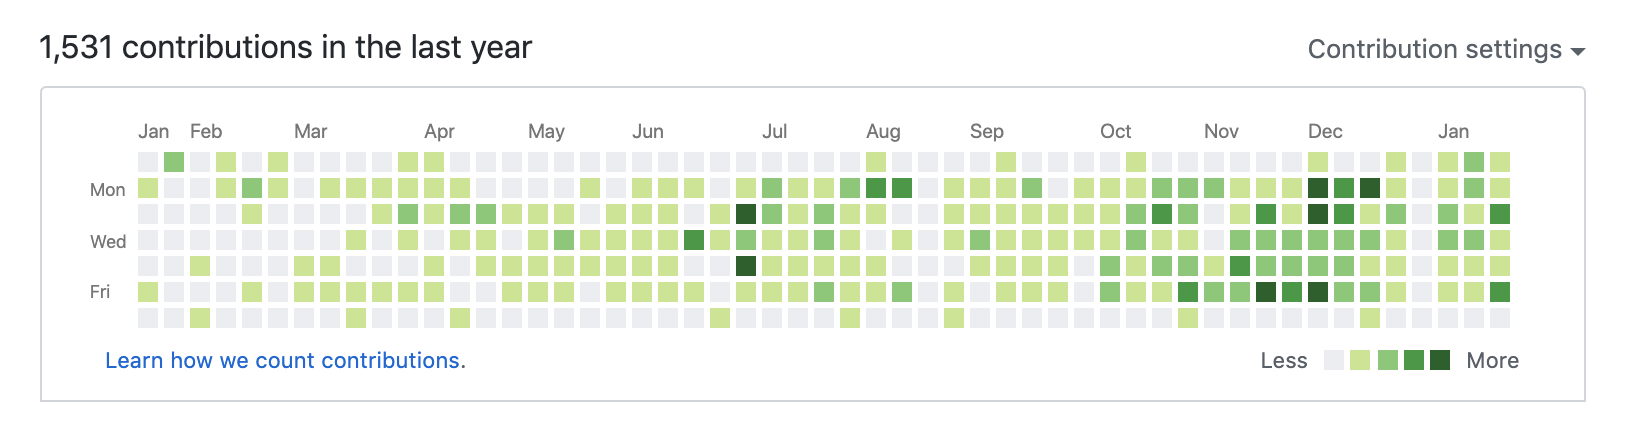 1,531 contributions in the last year
Contribution settings
Jan Feb Mar Apr May Jun Jul Aug Sep Oct Nov Dec Jan
Mon
Wed
Fri
Learn how we count contributions.
Less More